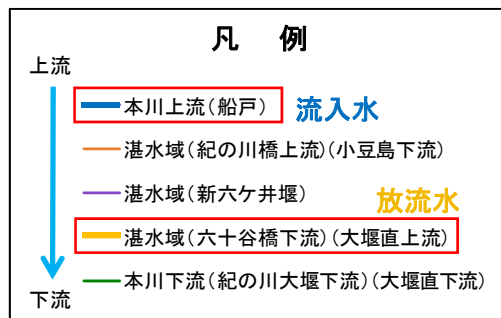 凡 例
上流
本川上流(船戸) 流入水
湛水域(紀の川橋上流)(小豆島下流)
湛水域(新六ケ井堰) 放流水
湛水域(六十谷橋下流)(大堰直上流)
本川下流(紀の川大堰下流)(大堰直下流)
下流